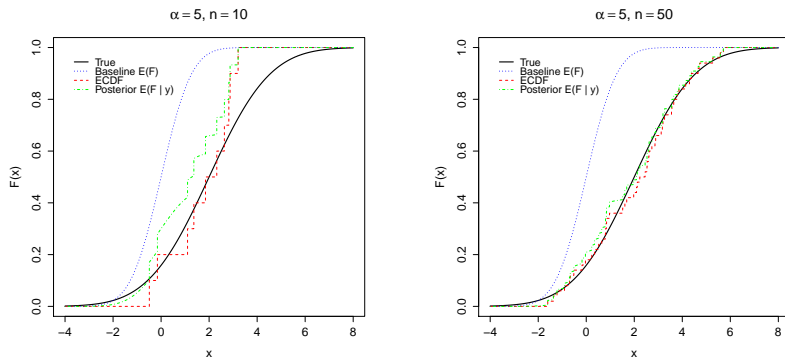 α = 5, n = 10
True
Baseline E(F)
ECDF
Posterior E(F | y)
F(x)
0.0
0.2
0.4
0.6
0.8
1.0
−4
−2
0
2
4
6
8
x
α = 5, n = 50
True
Baseline E(F)
ECDF
Posterior E(F | y)
F(x)
0.0
0.2
0.4
0.6
0.8
1.0
−4
−2
0
2
4
6
8
x